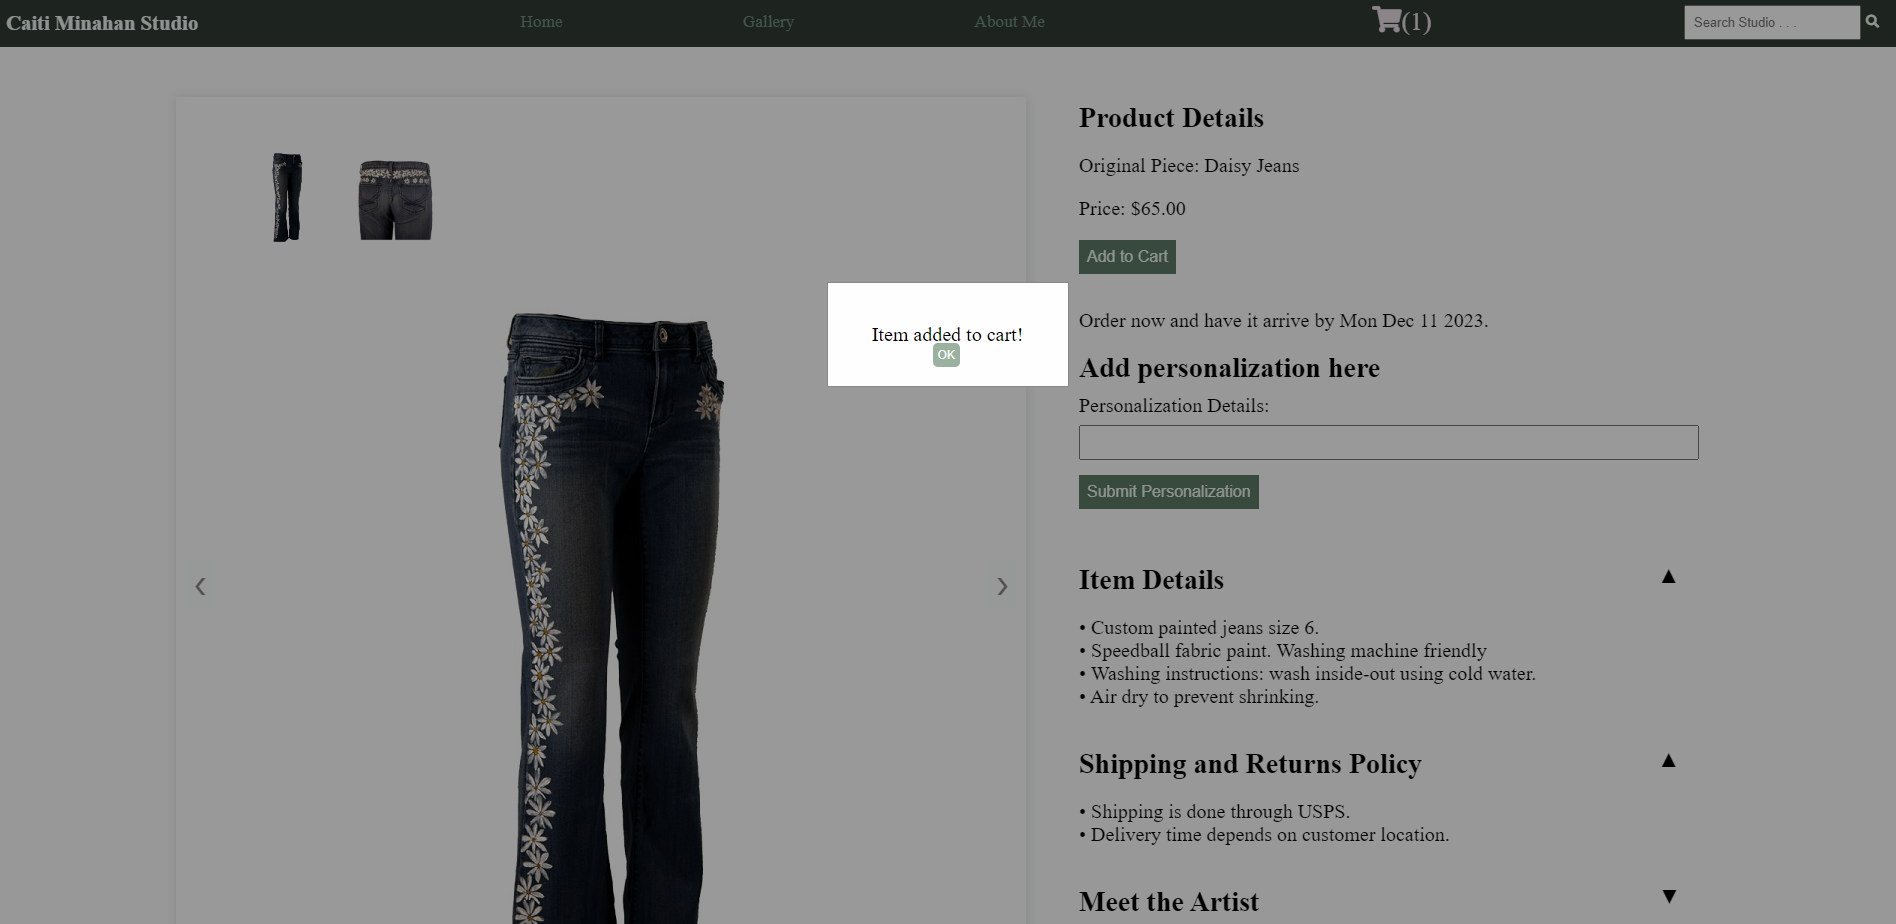 Caiti Minahan Studio
Home
Gallery
About Me
(1)
Search Studio . . .
Product Details
Original Piece: Daisy Jeans
Price: $65.00
Add to Cart
Item added to cart!
OK
Order now and have it arrive by Mon Dec 11 2023.
Add personalization here
Personalization Details:
Submit Personalization
Item Details
▲
• Custom painted jeans size 6.
• Speedball fabric paint. Washing machine friendly
• Washing instructions: wash inside-out using cold water.
• Air dry to prevent shrinking.
Shipping and Returns Policy
▲
• Shipping is done through USPS.
• Delivery time depends on customer location.
Meet the Artist
▼